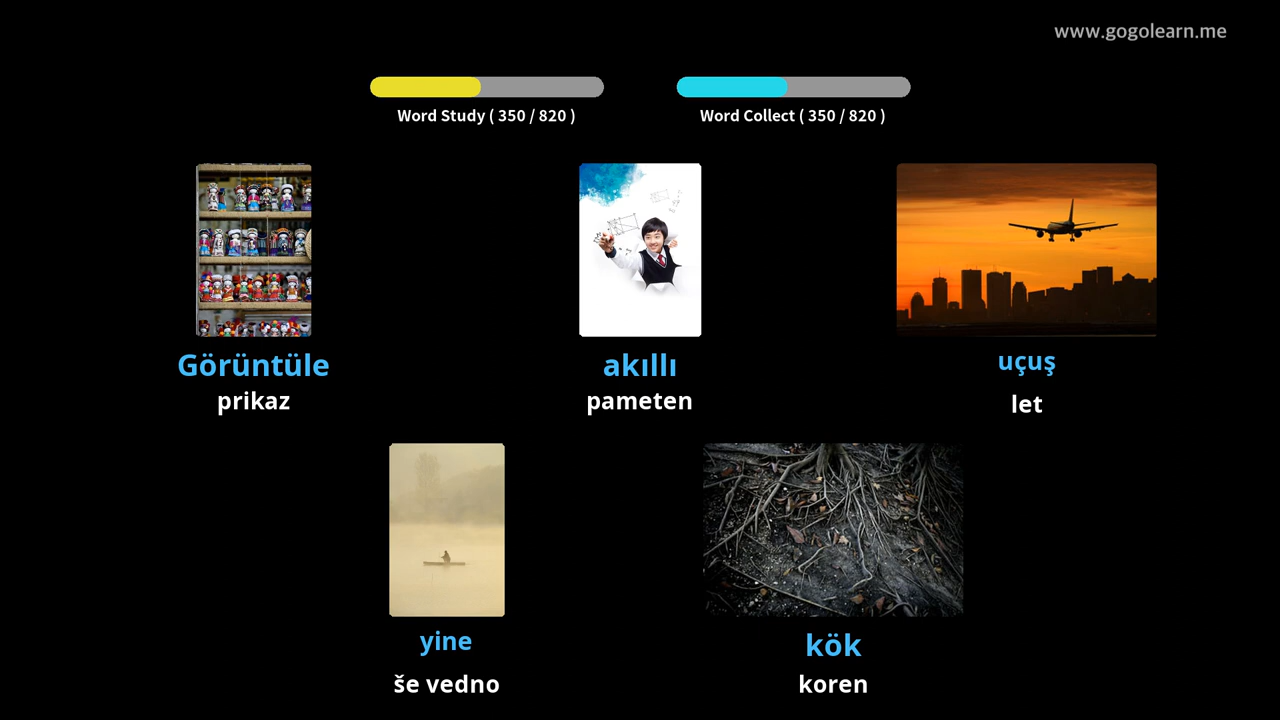 www.gogolearn.me
Word Study ( 350 / 820 )
Word Collect ( 350 / 820 )
Görüntüle
prikaz
akıllı
pameten
uçuş
let
yine
še vedno
kök
koren